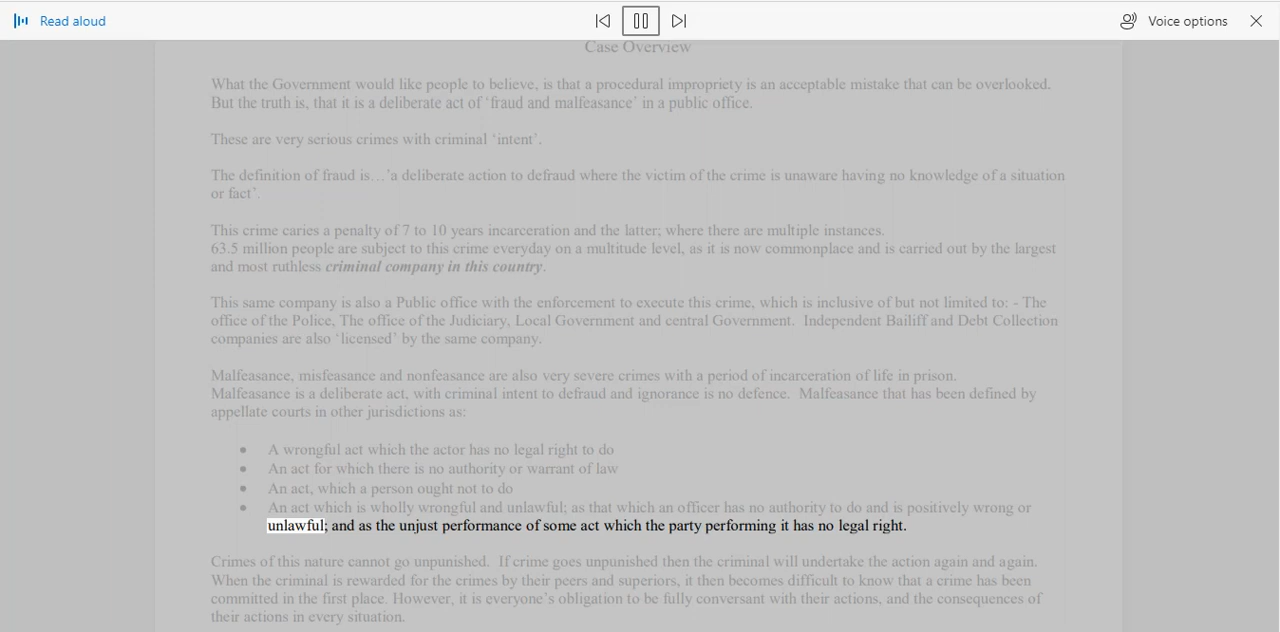 Read aloud
Voice options
Case Overview
What the Government would like people to believe, is that a procedural impropriety is an acceptable mistake that can be overlooked.
But the truth is, that it is a deliberate act of ‘fraud and malfeasance’ in a public office.
These are very serious crimes with criminal ‘intent’.
The definition of fraud is…’a deliberate action to defraud where the victim of the crime is unaware having no knowledge of a situation
or fact’.
This crime caries a penalty of 7 to 10 years incarceration and the latter; where there are multiple instances.
63.5 million people are subject to this crime everyday on a multitude level, as it is now commonplace and is carried out by the largest
and most ruthless criminal company in this country.
This same company is also a Public office with the enforcement to execute this crime, which is inclusive of but not limited to: - The
office of the Police, The office of the Judiciary, Local Government and central Government.  Independent Bailiff and Debt Collection
companies are also ‘licensed’ by the same company.
Malfeasance, misfeasance and nonfeasance are also very severe crimes with a period of incarceration of life in prison.
Malfeasance is a deliberate act, with criminal intent to defraud and ignorance is no defence.  Malfeasance that has been defined by
appellate courts in other jurisdictions as:
• A wrongful act which the actor has no legal right to do
• An act for which there is no authority or warrant of law
• An act, which a person ought not to do
• An act which is wholly wrongful and unlawful; as that which an officer has no authority to do and is positively wrong or
unlawful; and as the unjust performance of some act which the party performing it has no legal right.
Crimes of this nature cannot go unpunished.  If crime goes unpunished then the criminal will undertake the action again and again.
When the criminal is rewarded for the crimes by their peers and superiors, it then becomes difficult to know that a crime has been
committed in the first place. However, it is everyone’s obligation to be fully conversant with their actions, and the consequences of
their actions in every situation.